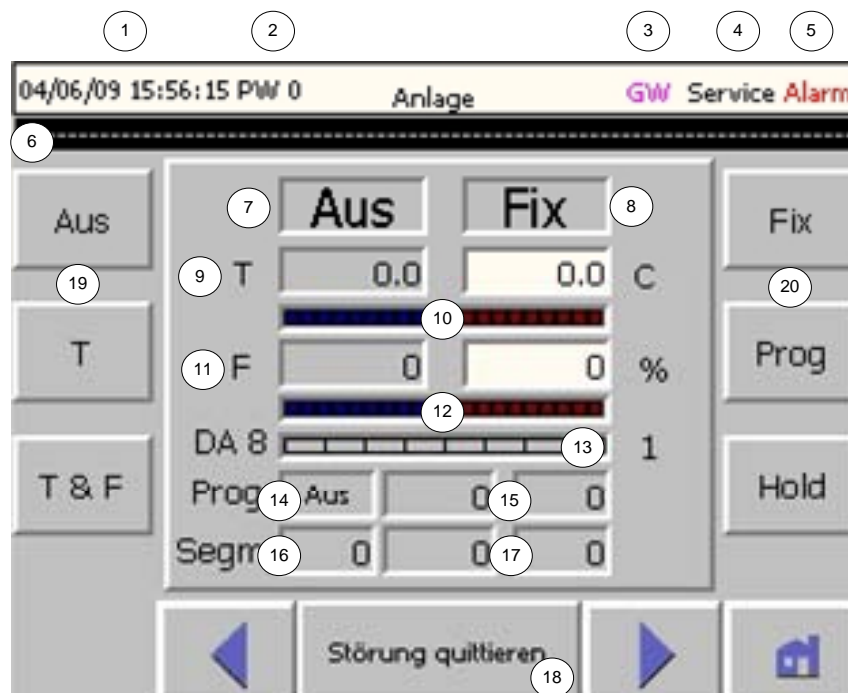 1 2 3 4 5
04/06/09 15:56:15 PW 0 Anlage GW Service Alarm
6
Aus 7 Aus Fix 8 Fix
9 T 0.0 0.0 C
19 20
10
T 11 F 0 0 % Prog
12
DA 8 13 1
T & F Prog 14 Aus 0 15 0 Hold
Segm 16 0 0 17 0
Störung quittieren
18